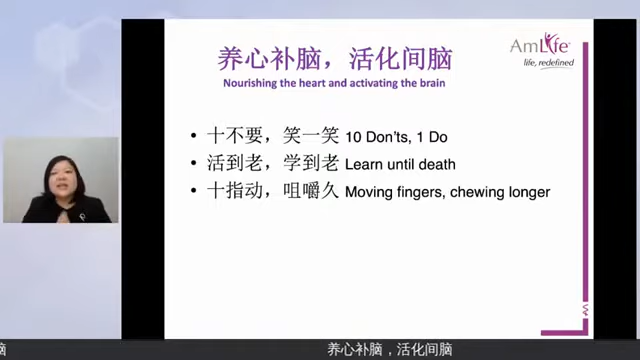 养心补脑，活化间脑
AmLife
life, redefined
Nourishing the heart and activating the brain
• 十不要，笑一笑 10 Don'ts, 1 Do
• 活到老，学到老 Learn until death
• 十指动，咀嚼久 Moving fingers, chewing longer
脑
养心补脑，活化间脑